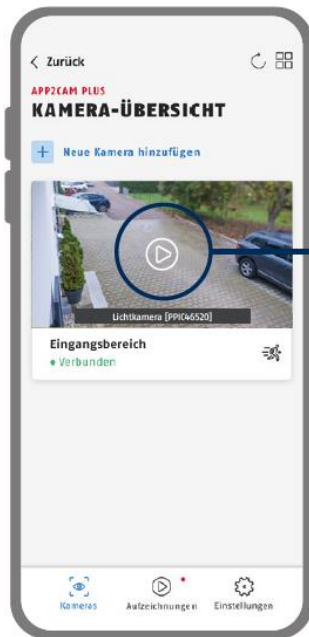 Zurück
APP2CAM PLUS
KAMERA-ÜBERSICHT
Neue Kamera hinzufügen
Lichtkamera [PPIC46520]
Eingangsbereich
Verbunden
Kameras Aufzeichnungen Einstellungen